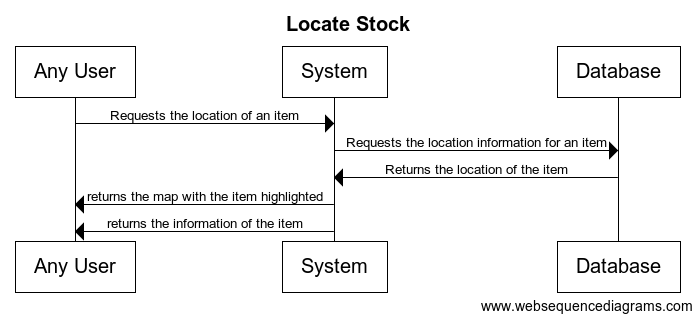 Locate Stock
Any User
System
Database
Requests the location of an item
Requests the location information for an item
Returns the location of the item
returns the map with the item highlighted
returns the information of the item
Any User
System
Database
www.websequencediagrams.com